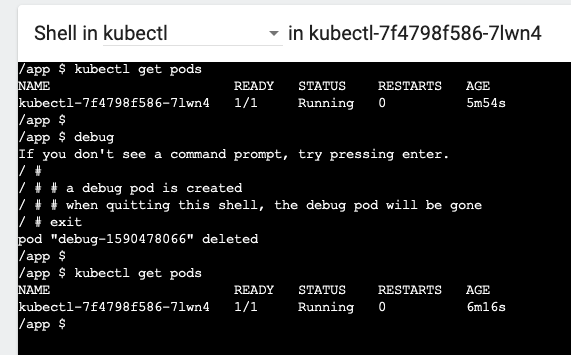 Shell in kubectl in kubectl-7f4798f586-7lwn4
/app $ kubectl get pods
NAME READY STATUS RESTARTS AGE
kubectl-7f4798f586-7lwn4 1/1 Running 0 5m54s
/app $
/app $ debug
If you don't see a command prompt, try pressing enter.
/ #
/ # # a debug pod is created
/ # # when quitting this shell, the debug pod will be gone
/ # exit
pod "debug-1590478066" deleted
/app $
/app $ kubectl get pods
NAME READY STATUS RESTARTS AGE
kubectl-7f4798f586-7lwn4 1/1 Running 0 6m16s
/app $